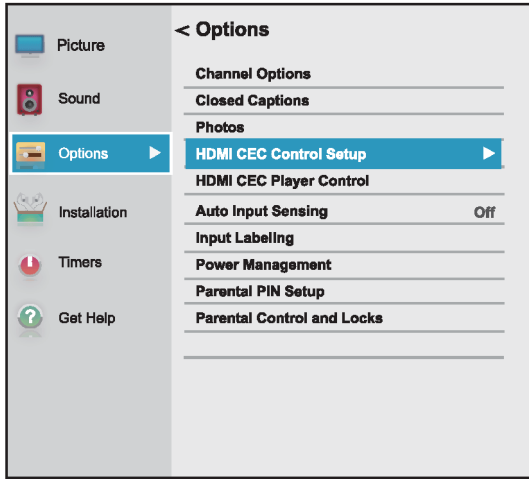 Picture
Sound
Options
Installation
Timers
Get Help
< Options
Channel Options
Closed Captions
Photos
HDMI CEC Control Setup
HDMI CEC Player Control
Auto Input Sensing Off
Input Labeling
Power Management
Parental PIN Setup
Parental Control and Locks